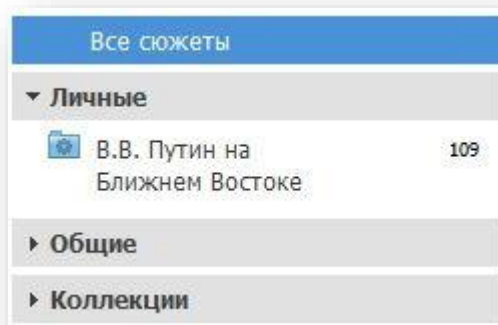 Все сюжеты
Личные
В.В. Путин на 109
Ближнем Востоке
Общие
Коллекции